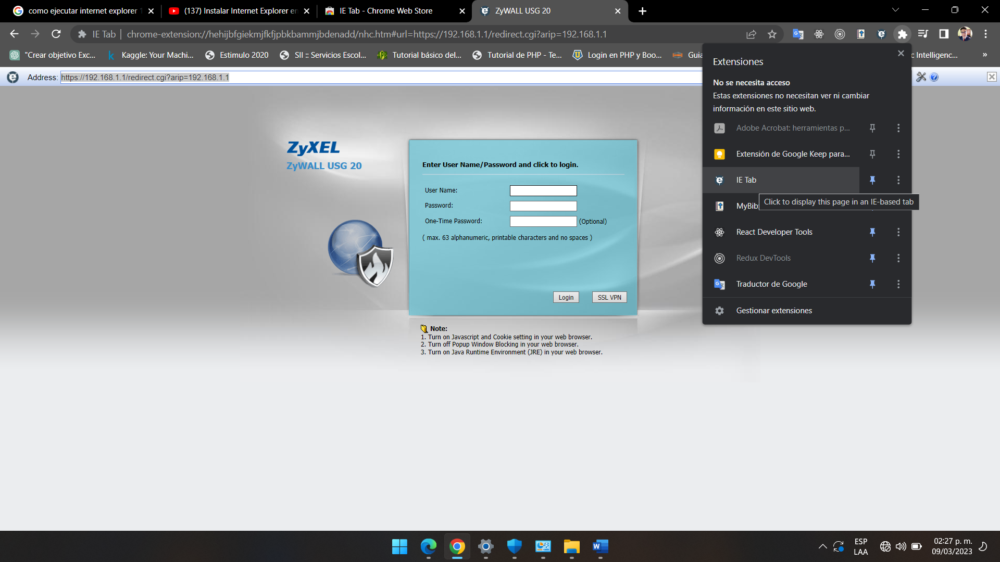 como ejecutar internet explorer 1
(137) Instalar Internet Explorer en
IE Tab - Chrome Web Store
ZyWALL USG 20
IE Tab
chrome-extension://hehijbfgiekmjfkfjpbkbammjbdenadd/nhc.htm#url=https://192.168.1.1/redirect.cgi?arip=192.168.1.1
"Crear objetivo Exc...
Kaggle: Your Machi...
Estimulo 2020
SII :: Servicios Escol...
Tutorial básico del...
Tutorial de PHP - Te...
Login en PHP y Boo...
Guia
c Intelligenc...
»
Address: https://192.168.1.1/redirect.cgi?arip=192.168.1.1
Extensiones
No se necesita acceso
Estas extensiones no necesitan ver ni cambiar
información en este sitio web.
Adobe Acrobat: herramientas p...
Extensión de Google Keep para...
IE Tab
Click to display this page in an IE-based tab
MyBib
React Developer Tools
Redux DevTools
Traductor de Google
Gestionar extensiones
ZyXEL
ZyWALL USG 20
Enter User Name/Password and click to login.
User Name:
Password:
One-Time Password:
(Optional)
( max. 63 alphanumeric, printable characters and no spaces )
Login
SSL VPN
Note:
1. Turn on Javascript and Cookie setting in your web browser.
2. Turn off Popup Window Blocking in your web browser.
3. Turn on Java Runtime Environment (JRE) in your web browser.
ESP
LAA
02:27 p. m.
09/03/2023